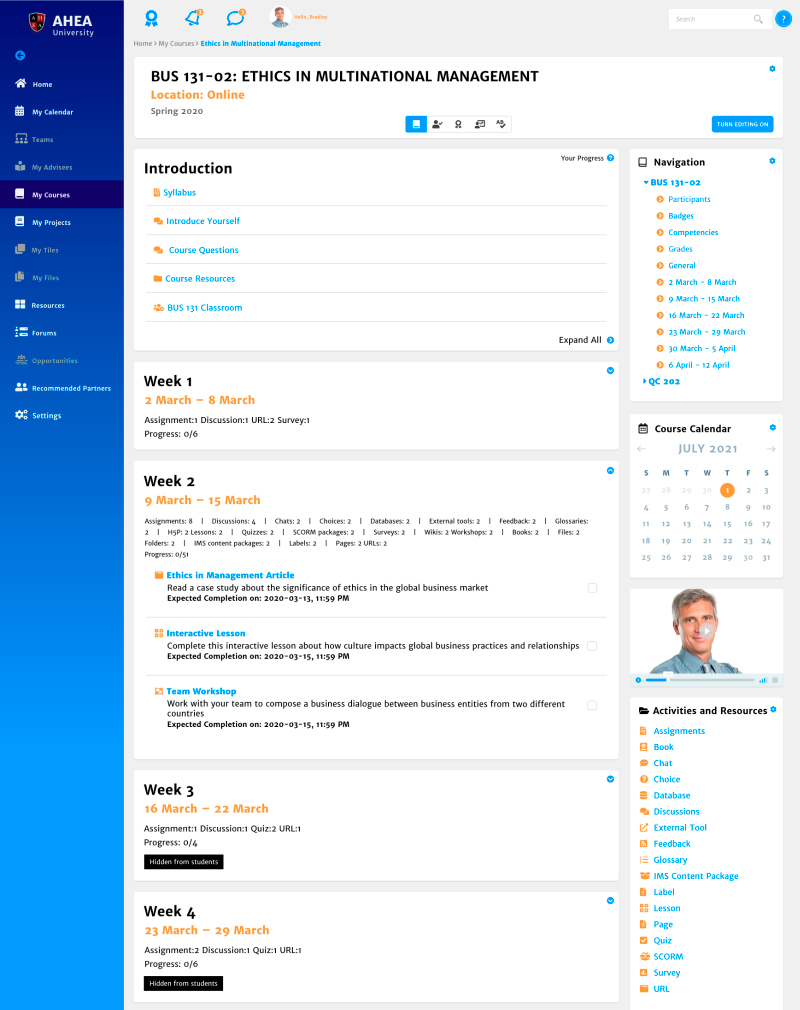 AHEA
University
Hello, Bradley
Search
?
Home > My Courses > Ethics in Multinational Management
Home
My Calendar
Teams
My Advisees
My Courses
My Projects
My Tiles
My Files
Resources
Forums
Opportunities
Recommended Partners
Settings
BUS 131-02: ETHICS IN MULTINATIONAL MANAGEMENT
Location: Online
Spring 2020
TURN EDITING ON
Your Progress ?
Introduction
Syllabus
Introduce Yourself
Course Questions
Course Resources
BUS 131 Classroom
Expand All
Week 1
2 March – 8 March
Assignment:1 Discussion:1 URL:2 Survey:1
Progress: 0/6
Week 2
9 March – 15 March
Assignments: 8 | Discussions: 4 | Chats: 2 | Choices: 2 | Databases: 2 | External tools: 2 | Feedback: 2 | Glossaries:
2 | H5P: 2 Lessons: 2 | Quizzes: 2 | SCORM packages: 2 | Surveys: 2 | Wikis: 2 Workshops: 2 | Books: 2 | Files: 2
Folders: 2 | IMS content packages: 2 | Labels: 2 | Pages: 2 URLs: 2
Progress: 0/51
Ethics in Management Article
Read a case study about the significance of ethics in the global business market
Expected Completion on: 2020-03-13, 11:59 PM
Interactive Lesson
Complete this interactive lesson about how culture impacts global business practices and relationships
Expected Completion on: 2020-03-15, 11:59 PM
Team Workshop
Work with your team to compose a business dialogue between business entities from two different
countries
Expected Completion on: 2020-03-15, 11:59 PM
Week 3
16 March – 22 March
Assignment:1 Discussion:1 Quiz:2 URL:1
Progress: 0/4
Hidden from students
Week 4
23 March – 29 March
Assignment:2 Discussion:1 Quiz:1 URL:1
Progress: 0/6
Hidden from students
Navigation
BUS 131-02
Participants
Badges
Competencies
Grades
General
2 March - 8 March
9 March - 15 March
16 March - 22 March
23 March - 29 March
30 March - 5 April
6 April - 12 April
QC 202
Course Calendar
JULY 2021
S M T W T F S
27 28 29 30 1 2 3
4 5 6 7 8 9 10
11 12 13 14 15 16 17
18 19 20 21 22 23 24
25 26 27 28 29 30 31
Activities and Resources
Assignments
Book
Chat
Choice
Database
Discussions
External Tool
Feedback
Glossary
IMS Content Package
Label
Lesson
Page
Quiz
SCORM
Survey
URL